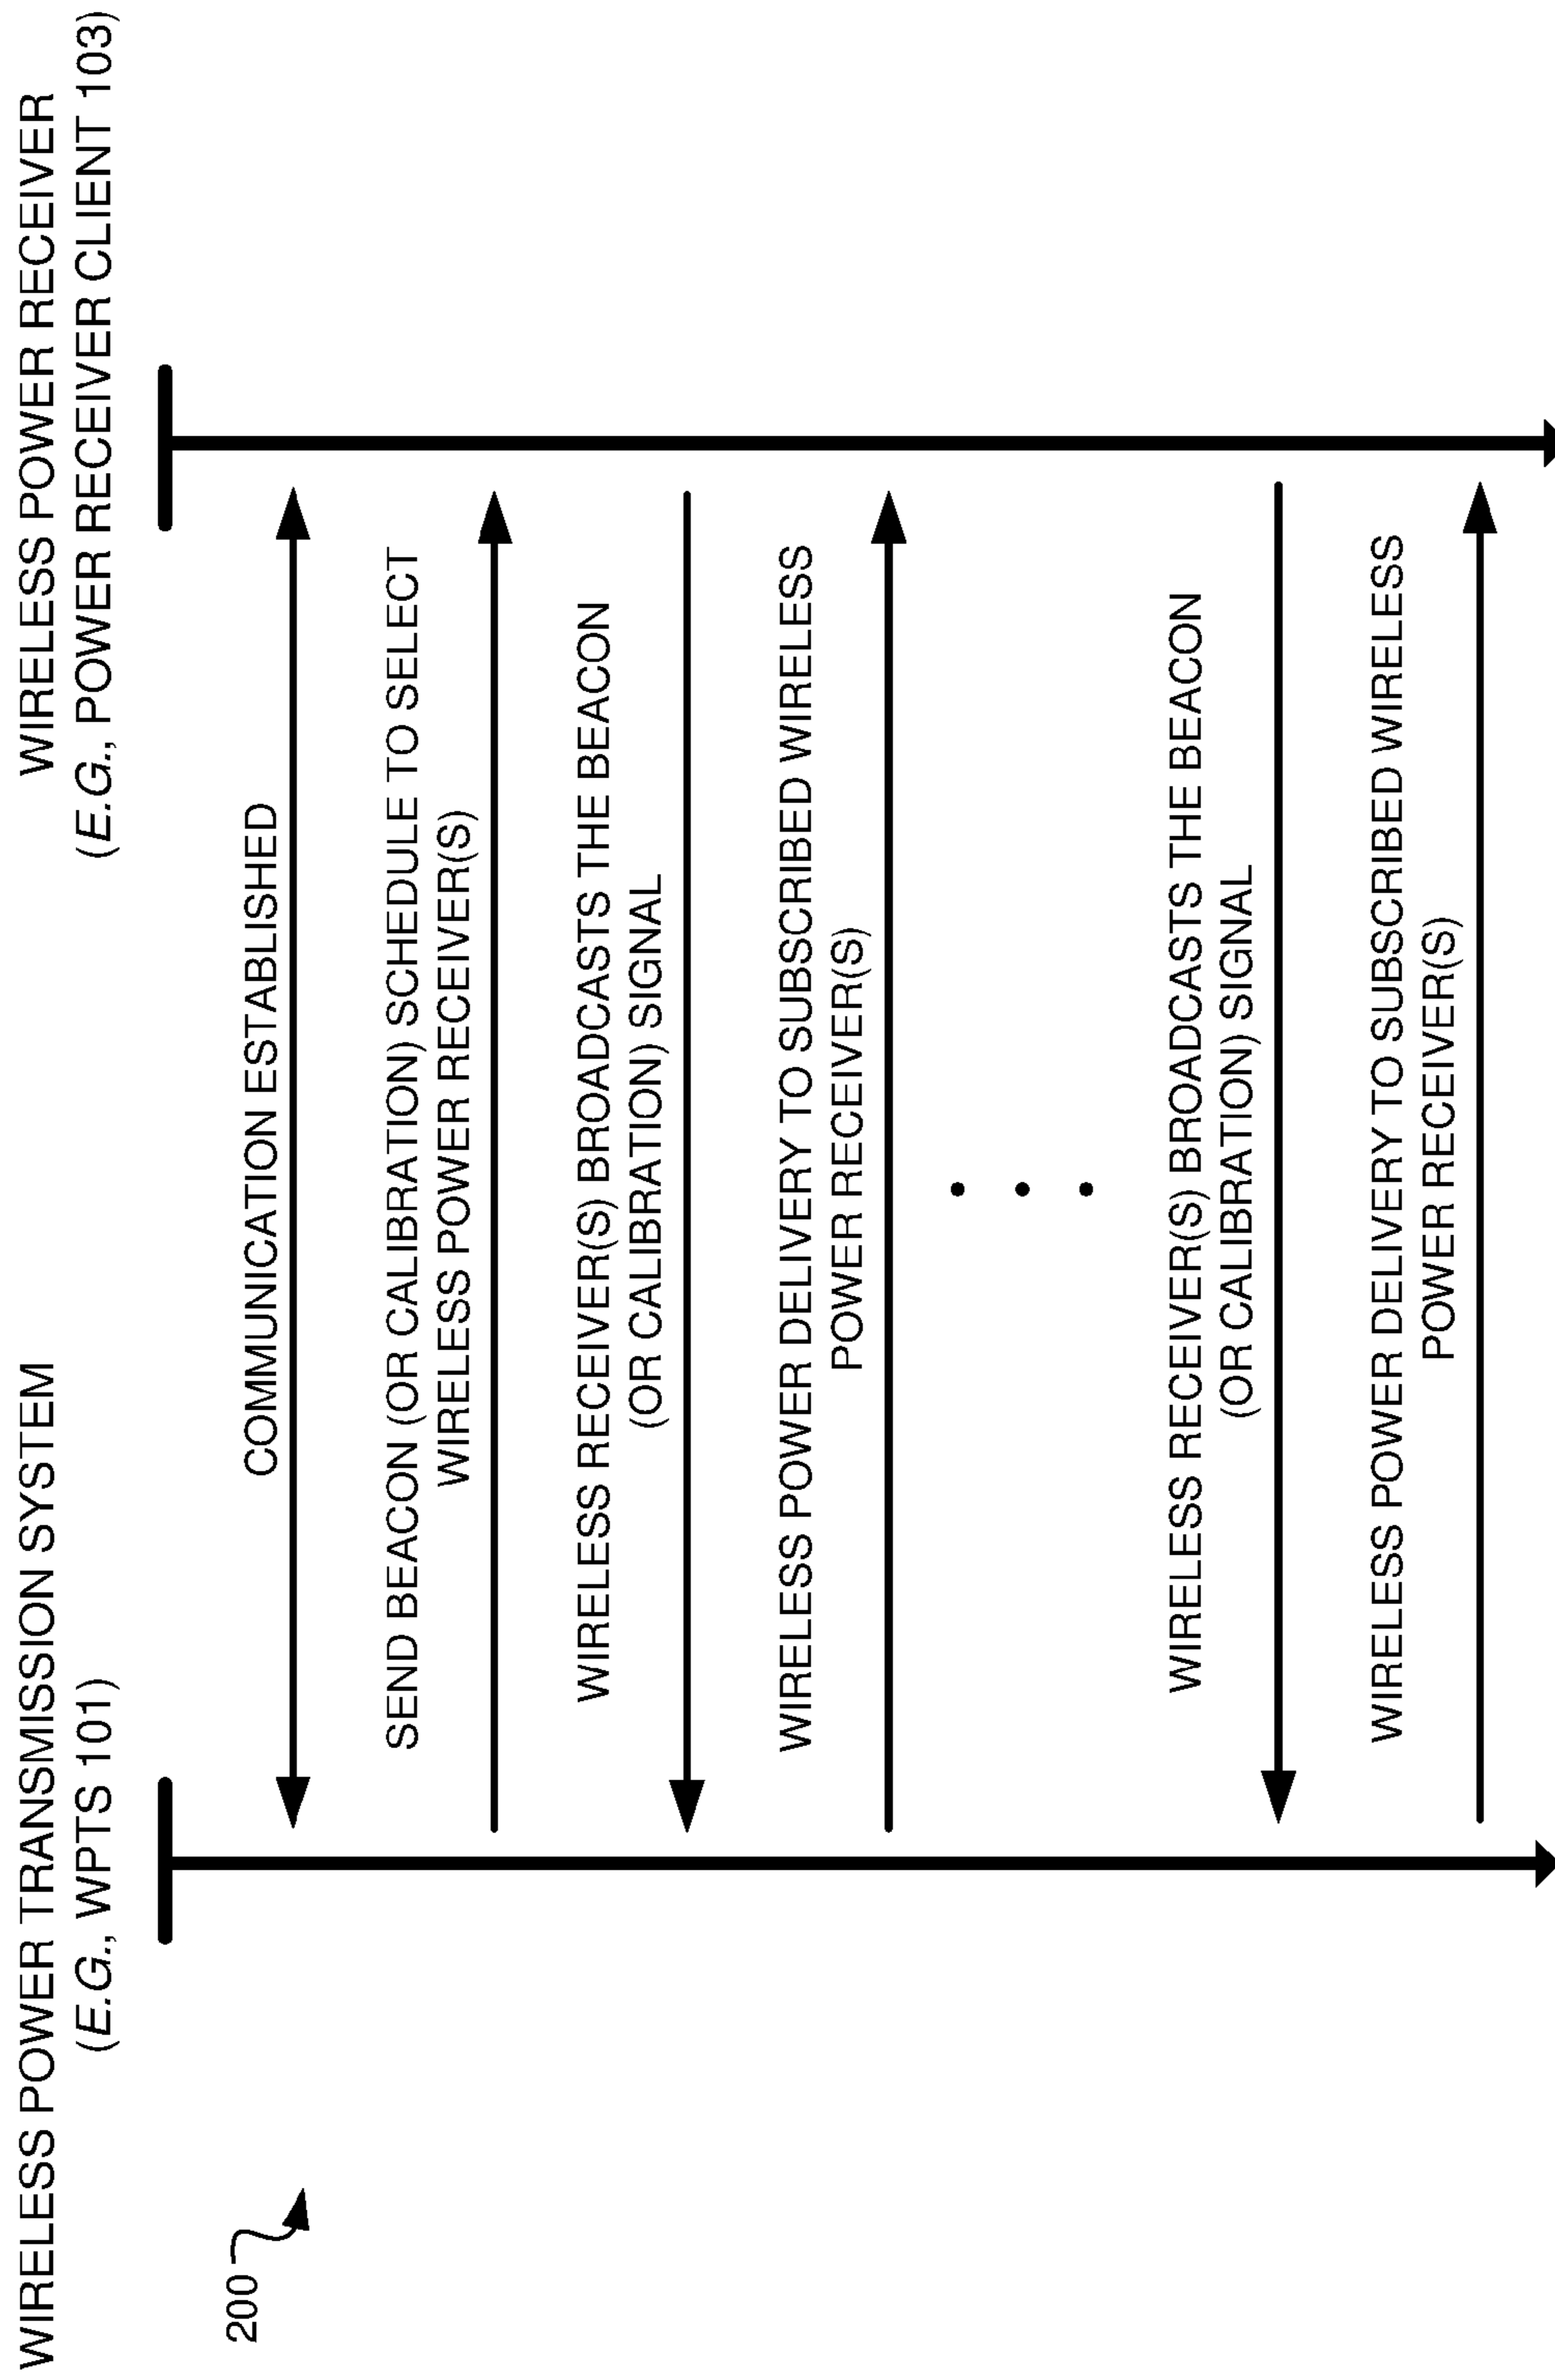 WIRELESS POWER TRANSMISSION SYSTEM
(E.G., WPTS 101)
WIRELESS POWER RECEIVER
(E.G., POWER RECEIVER CLIENT 103)
200
COMMUNICATION ESTABLISHED
SEND BEACON (OR CALIBRATION) SCHEDULE TO SELECT
WIRELESS POWER RECEIVER(S)
WIRELESS RECEIVER(S) BROADCASTS THE BEACON
(OR CALIBRATION) SIGNAL
WIRELESS POWER DELIVERY TO SUBSCRIBED WIRELESS
POWER RECEIVER(S)
WIRELESS RECEIVER(S) BROADCASTS THE BEACON
(OR CALIBRATION) SIGNAL
WIRELESS POWER DELIVERY TO SUBSCRIBED WIRELESS
POWER RECEIVER(S)